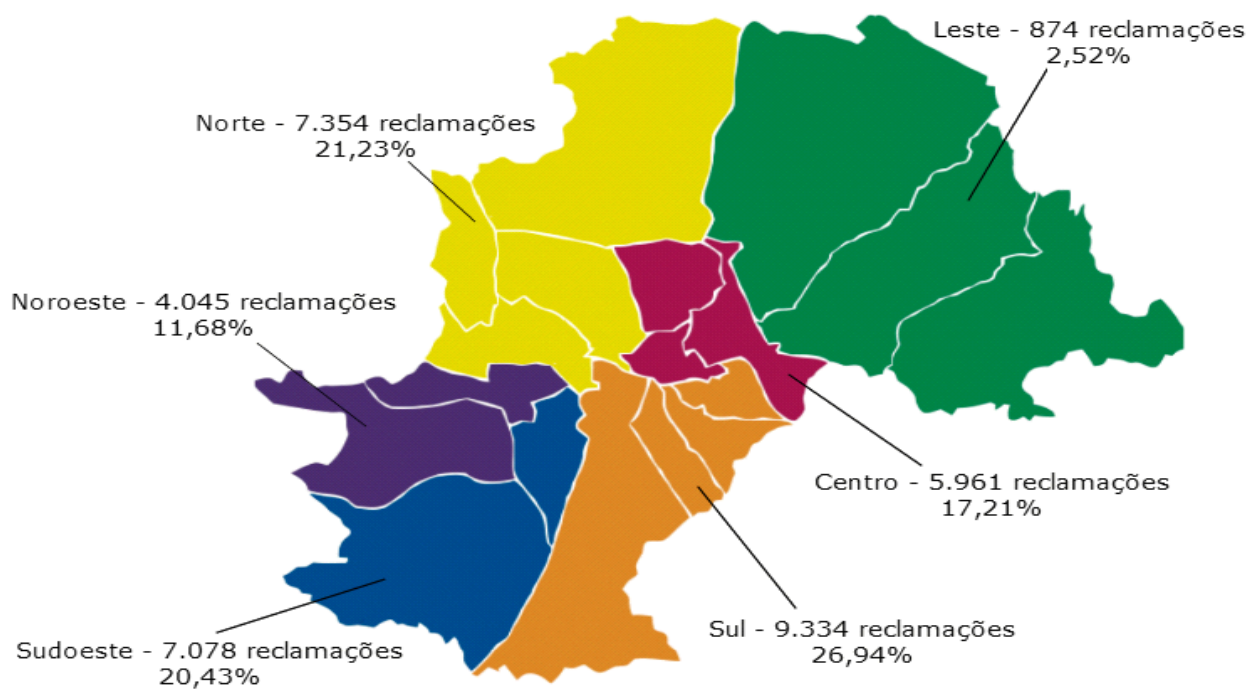 Leste - 874 reclamações
2,52%
Norte - 7.354 reclamações
21,23%
Noroeste - 4.045 reclamações
11,68%
Centro - 5.961 reclamações
17,21%
Sul - 9.334 reclamações
26,94%
Sudoeste - 7.078 reclamações
20,43%